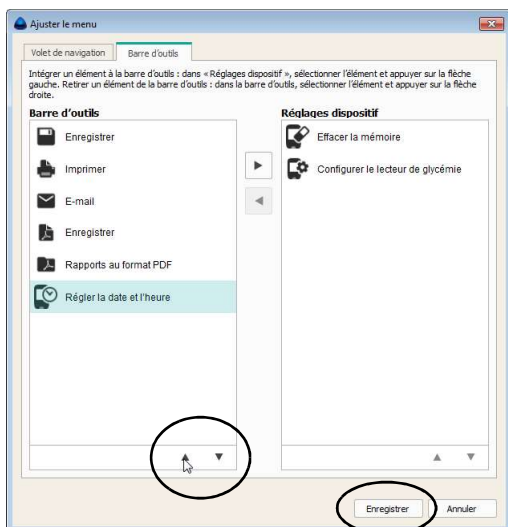 Ajuster le menu
Volet de navigation
Barre d'outils
Intégrer un élément à la barre d'outils : dans « Réglages dispositif », sélectionner l'élément et appuyer sur la flèche
gauche. Retirer un élément de la barre d'outils : dans la barre d'outils, sélectionner l'élément et appuyer sur la flèche
droite.
Barre d'outils
Enregistrer
Imprimer
E-mail
Enregistrer
Rapports au format PDF
Régler la date et l'heure
Réglages dispositif
Effacer la mémoire
Configurer le lecteur de glycémie
Enregistrer
Annuler